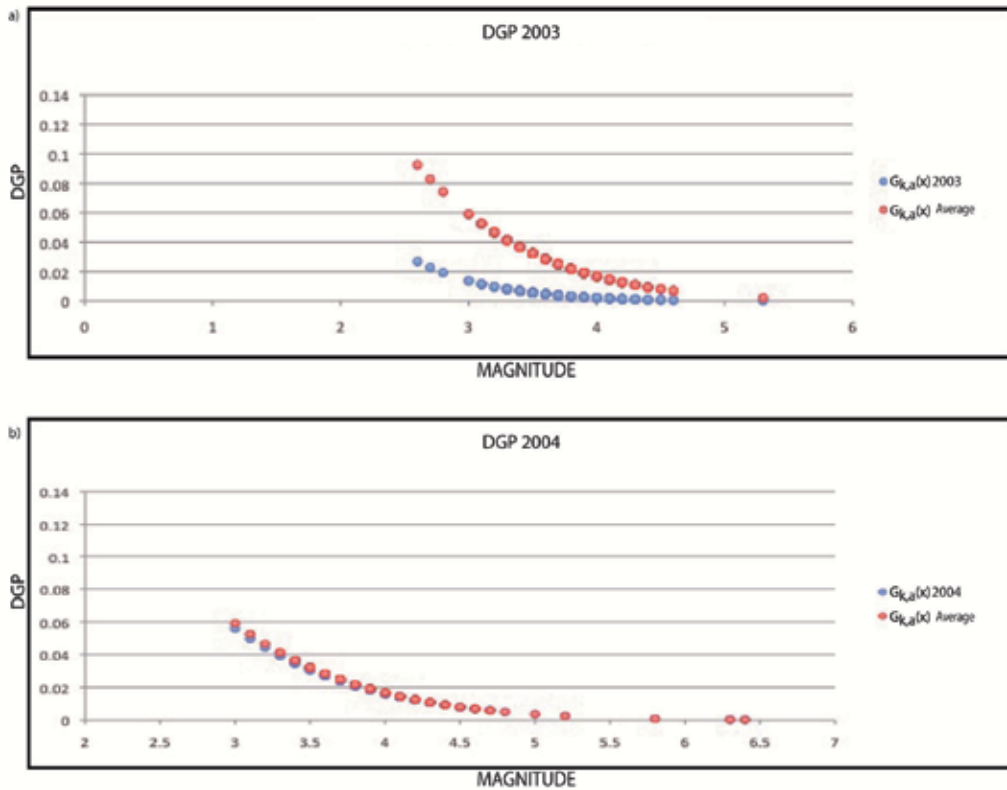 a)
DGP 2003
0.14
0.12
0.1
0.08
0.06
0.04
0.02
0
DGP
0 1 2 3 4 5 6
MAGNITUDE
Gk,a(x) 2003
Gk,a(x) Average
b)
DGP 2004
0.14
0.12
0.1
0.08
0.06
0.04
0.02
0
DGP
2 2.5 3 3.5 4 4.5 5 5.5 6 6.5 7
MAGNITUDE
Gk,a(x) 2004
Gk,a(x) Average